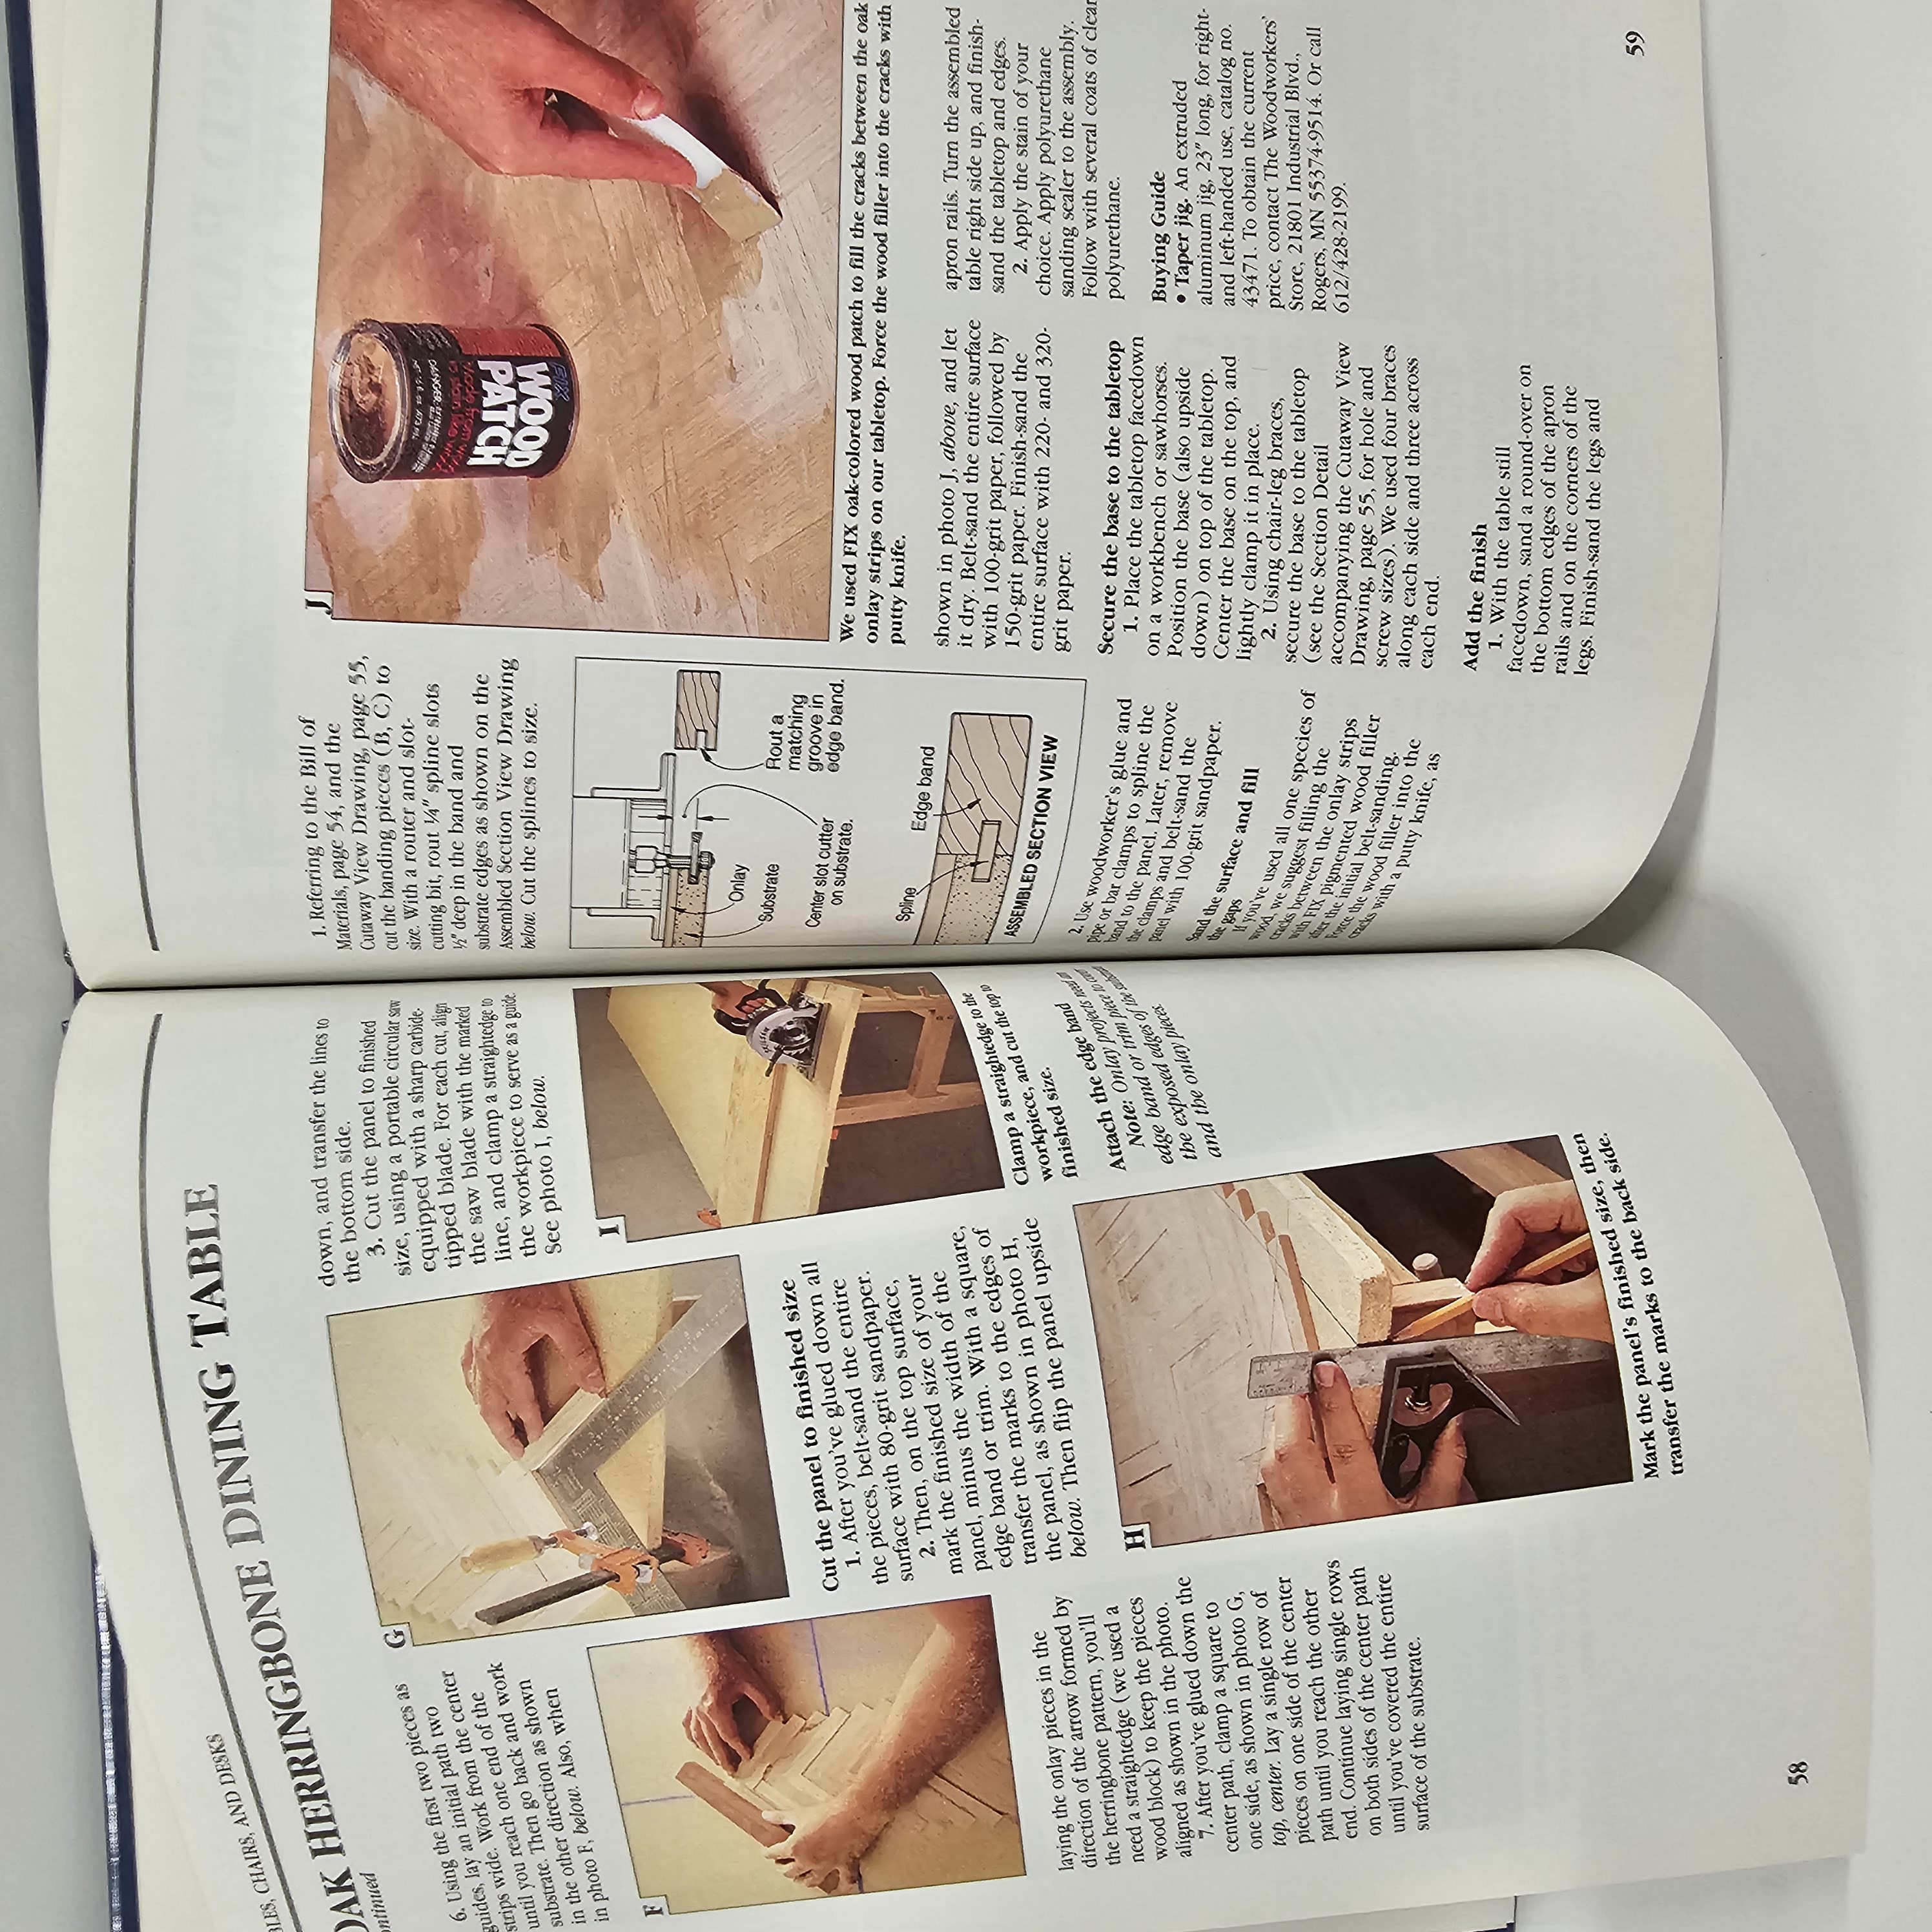 BLES, CHAIRS, AND DESKS
OAK HERRINGBONE DINING TABLE
ontinued
6. Using the first two pieces as
guides, lay an initial path two
strips wide. Work from the center
until you reach one end of the
substrate. Then go back and work
in the other direction as shown
in photo F, below. Also, when
F
laying the onlay pieces in the
direction of the arrow formed by
the herringbone pattern, you'll
need a straightedge (we used a
wood block) to keep the pieces
aligned as shown in the photo.
7. After you've glued down the
center path, clamp a square to
one side, as shown in photo G,
top, center. Lay a single row of
pieces on one side of the center
path until you reach the other
end. Continue laying single rows
on both sides of the center path
until you've covered the entire
surface of the substrate.
G
Cut the panel to finished size
1. After you've glued down all
the pieces, belt-sand the entire
surface with 80-grit sandpaper.
2. Then, on the top surface,
mark the finished size of your
panel, minus the width of the
edge band or trim. With a square,
transfer the marks to the edges of
the panel, as shown in photo H,
below. Then flip the panel upside
H
Mark the panel's finished size, then
transfer the marks to the back side.
down, and transfer the lines to
the bottom side.
3. Cut the panel to finished
size, using a portable circular saw
equipped with a sharp carbide-
tipped blade. For each cut, align
the saw blade with the marked
line, and clamp a straightedge to
the workpiece to serve as a guide.
See photo I, below.
I
SKILSAW
Clamp a straightedge to the
workpiece, and cut the top to
finished size.
Attach the edge band
Note: Onlay projects need an
edge band or trim piece to cover
the exposed edges of the substrate
and the onlay pieces.
58
1. Referring to the Bill of
Materials, page 54, and the
Cutaway View Drawing, page 55,
cut the banding pieces (B, C) to
size. With a router and slot-
cutting bit, rout ¼" spline slots
½" deep in the band and
substrate edges as shown on the
Assembled Section View Drawing
below. Cut the splines to size.
Onlay
Substrate
Center slot cutter
on substrate.
Rout a
matching
groove in
edge band.
Spline
Edge band
ASSEMBLED SECTION VIEW
2. Use woodworker's glue and
pipe or bar clamps to spline the
band to the panel. Later, remove
the clamps and belt-sand the
panel with 100-grit sandpaper.
Sand the surface and fill
the gaps
If you've used all one species of
wood, we suggest filling the
cracks between the onlay strips
with FIX pigmented wood filler
after the initial belt-sanding.
Force the wood filler into the
cracks with a putty knife, as
J
FIX
WOOD
PATCH
Made from wood
to stain like wood
DANGER:
We used FIX oak-colored wood patch to fill the cracks between the oak
onlay strips on our tabletop. Force the wood filler into the cracks with
putty knife.
shown in photo J, above, and let
it dry. Belt-sand the entire surface
with 100-grit paper, followed by
150-grit paper. Finish-sand the
entire surface with 220- and 320-
grit paper.
Secure the base to the tabletop
1. Place the tabletop facedown
on a workbench or sawhorses.
Position the base (also upside
down) on top of the tabletop.
Center the base on the top, and
lightly clamp it in place.
2. Using chair-leg braces,
secure the base to the tabletop
(see the Section Detail
accompanying the Cutaway View
Drawing, page 55, for hole and
screw sizes). We used four braces
along each side and three across
each end.
Add the finish
1. With the table still
facedown, sand a round-over on
the bottom edges of the apron
rails and on the corners of the
legs. Finish-sand the legs and
apron rails. Turn the assembled
table right side up, and finish-
sand the tabletop and edges.
2. Apply the stain of your
choice. Apply polyurethane
sanding sealer to the assembly.
Follow with several coats of clear
polyurethane.
Buying Guide
• Taper jig. An extruded
aluminum jig, 23" long, for right-
and left-handed use, catalog no.
43471. To obtain the current
price, contact The Woodworkers'
Store, 21801 Industrial Blvd.,
Rogers, MN 55374-9514. Or call
612/428-2199.
59